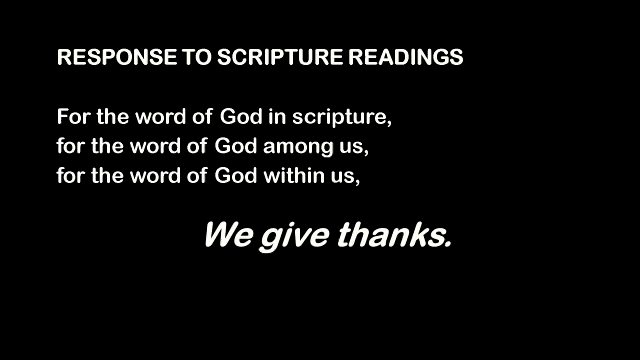 RESPONSE TO SCRIPTURE READINGS
For the word of God in scripture,
for the word of God among us,
for the word of God within us,
We give thanks.